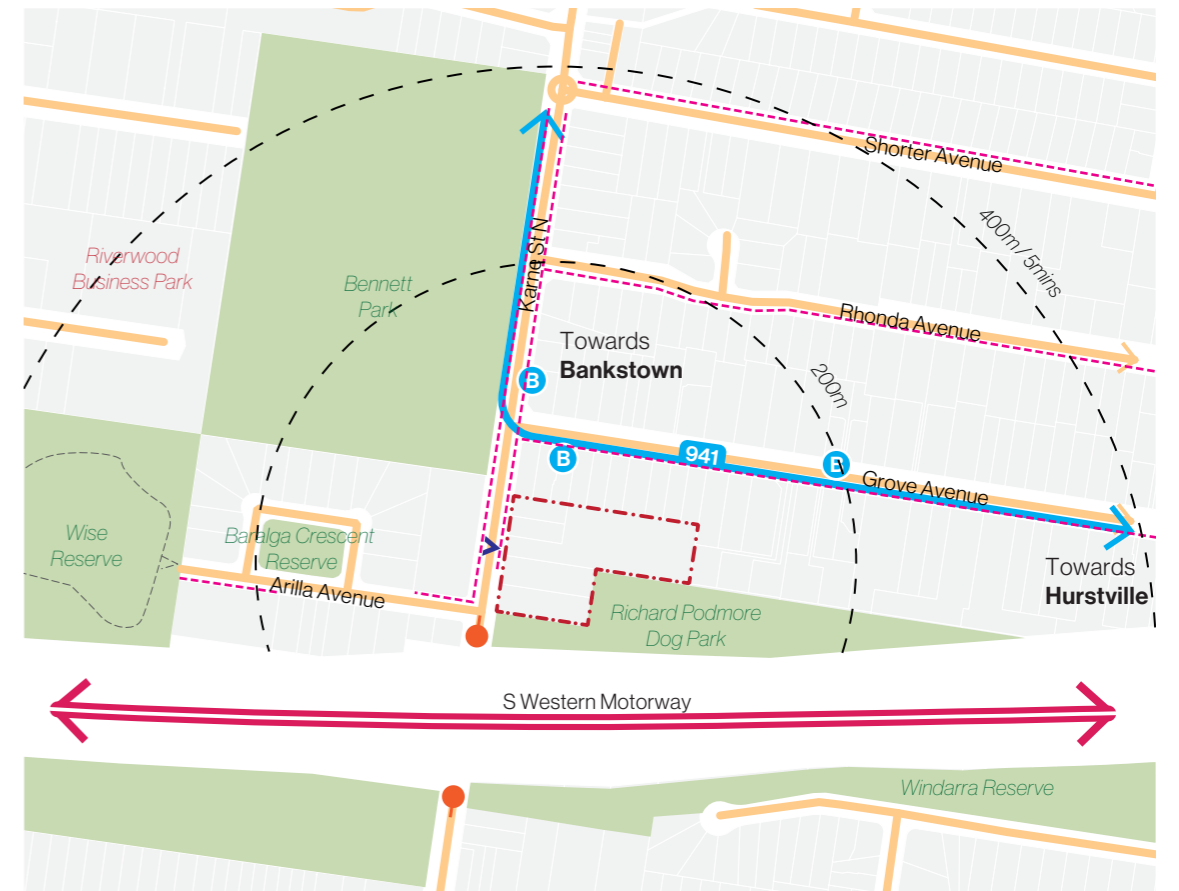 Shorter Avenue
400m / 5mins
Riverwood
Business Park
Bennett
Park
Karne St N
Rhonda Avenue
Towards
Bankstown
200m
B
B
941
B
Grove Avenue
Wise
Reserve
Baralga Crescent
Reserve
Arilla Avenue
Towards
Hurstville
Richard Podmore
Dog Park
S Western Motorway
Windarra Reserve